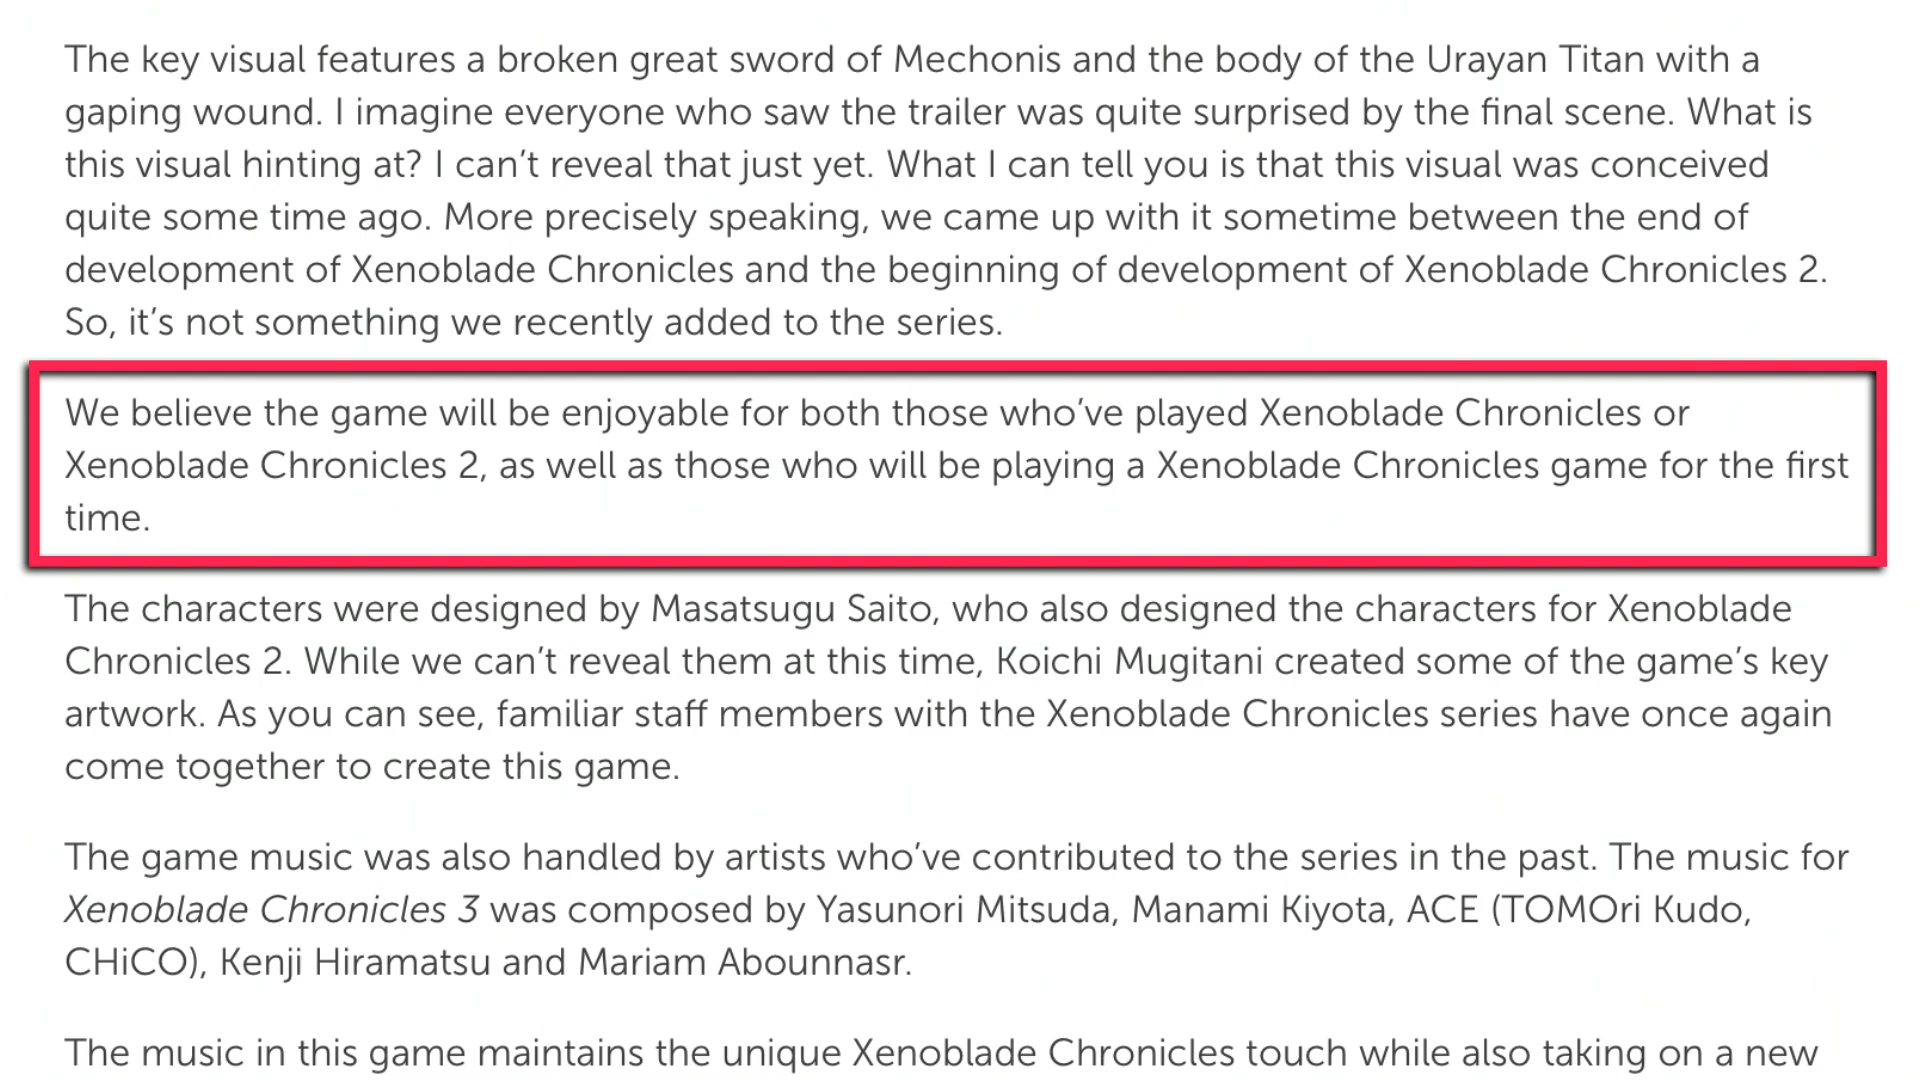 The key visual features a broken great sword of Mechonis and the body of the Urayan Titan with a
gaping wound. I imagine everyone who saw the trailer was quite surprised by the final scene. What is
this visual hinting at? I can’t reveal that just yet. What I can tell you is that this visual was conceived
quite some time ago. More precisely speaking, we came up with it sometime between the end of
development of Xenoblade Chronicles and the beginning of development of Xenoblade Chronicles 2.
So, it’s not something we recently added to the series.
We believe the game will be enjoyable for both those who’ve played Xenoblade Chronicles or
Xenoblade Chronicles 2, as well as those who will be playing a Xenoblade Chronicles game for the first
time.
The characters were designed by Masatsugu Saito, who also designed the characters for Xenoblade
Chronicles 2. While we can’t reveal them at this time, Koichi Mugitani created some of the game’s key
artwork. As you can see, familiar staff members with the Xenoblade Chronicles series have once again
come together to create this game.
The game music was also handled by artists who’ve contributed to the series in the past. The music for
Xenoblade Chronicles 3 was composed by Yasunori Mitsuda, Manami Kiyota, ACE (TOMOri Kudo,
CHiCO), Kenji Hiramatsu and Mariam Abounnasr.
The music in this game maintains the unique Xenoblade Chronicles touch while also taking on a new